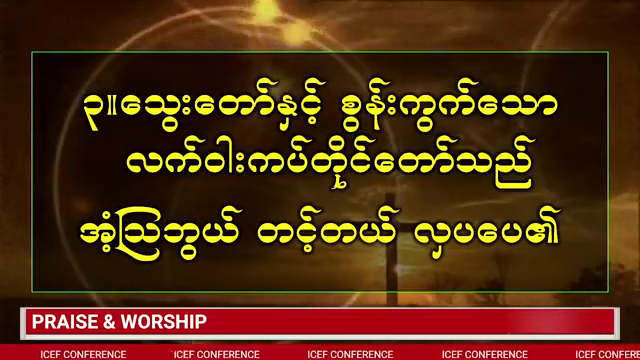 ၃။သွေးတော်နှင့် စွန်းကွက်သော
လက်ဝါးကပ်တိုင်တော်သည်
အံ့ဩဘွယ် တင့်တယ် လှပပေ၏
PRAISE & WORSHIP
ICEF CONFERENCE ICEF CONFERENCE ICEF CONFERENCE ICEF CONFERENCE ICEF CONFERENCE